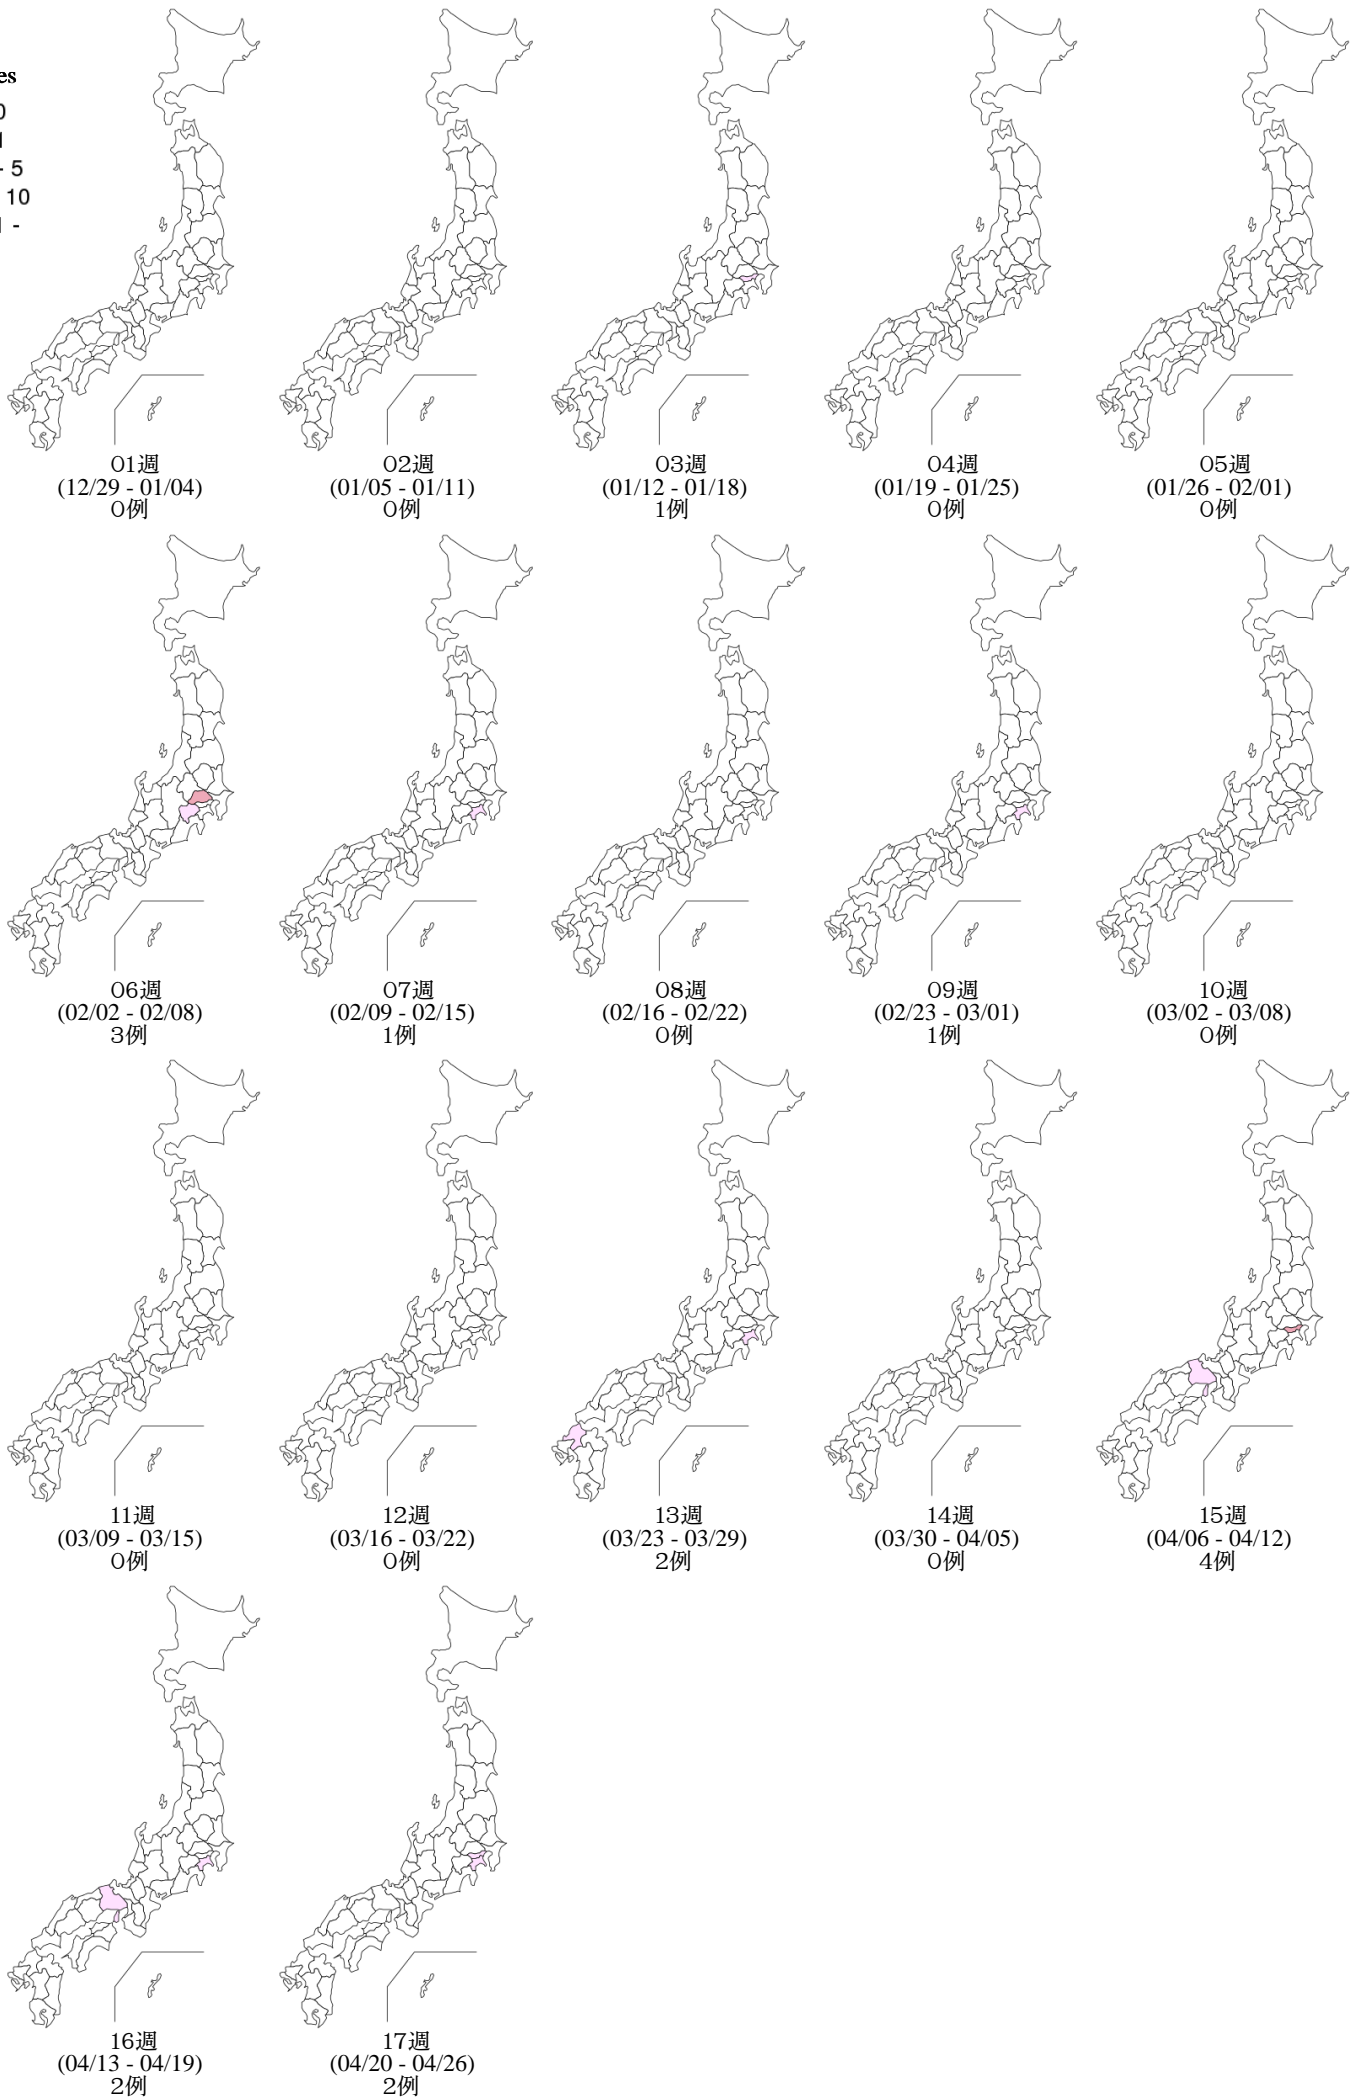 es
- 5
10
-
01週
(12/29 - 01/04)
0例
02週
(01/05 - 01/11)
0例
03週
(01/12 - 01/18)
1例
04週
(01/19 - 01/25)
0例
05週
(01/26 - 02/01)
0例
06週
(02/02 - 02/08)
3例
07週
(02/09 - 02/15)
1例
08週
(02/16 - 02/22)
0例
09週
(02/23 - 03/01)
1例
10週
(03/02 - 03/08)
0例
11週
(03/09 - 03/15)
0例
12週
(03/16 - 03/22)
0例
13週
(03/23 - 03/29)
2例
14週
(03/30 - 04/05)
0例
15週
(04/06 - 04/12)
4例
16週
(04/13 - 04/19)
2例
17週
(04/20 - 04/26)
2例